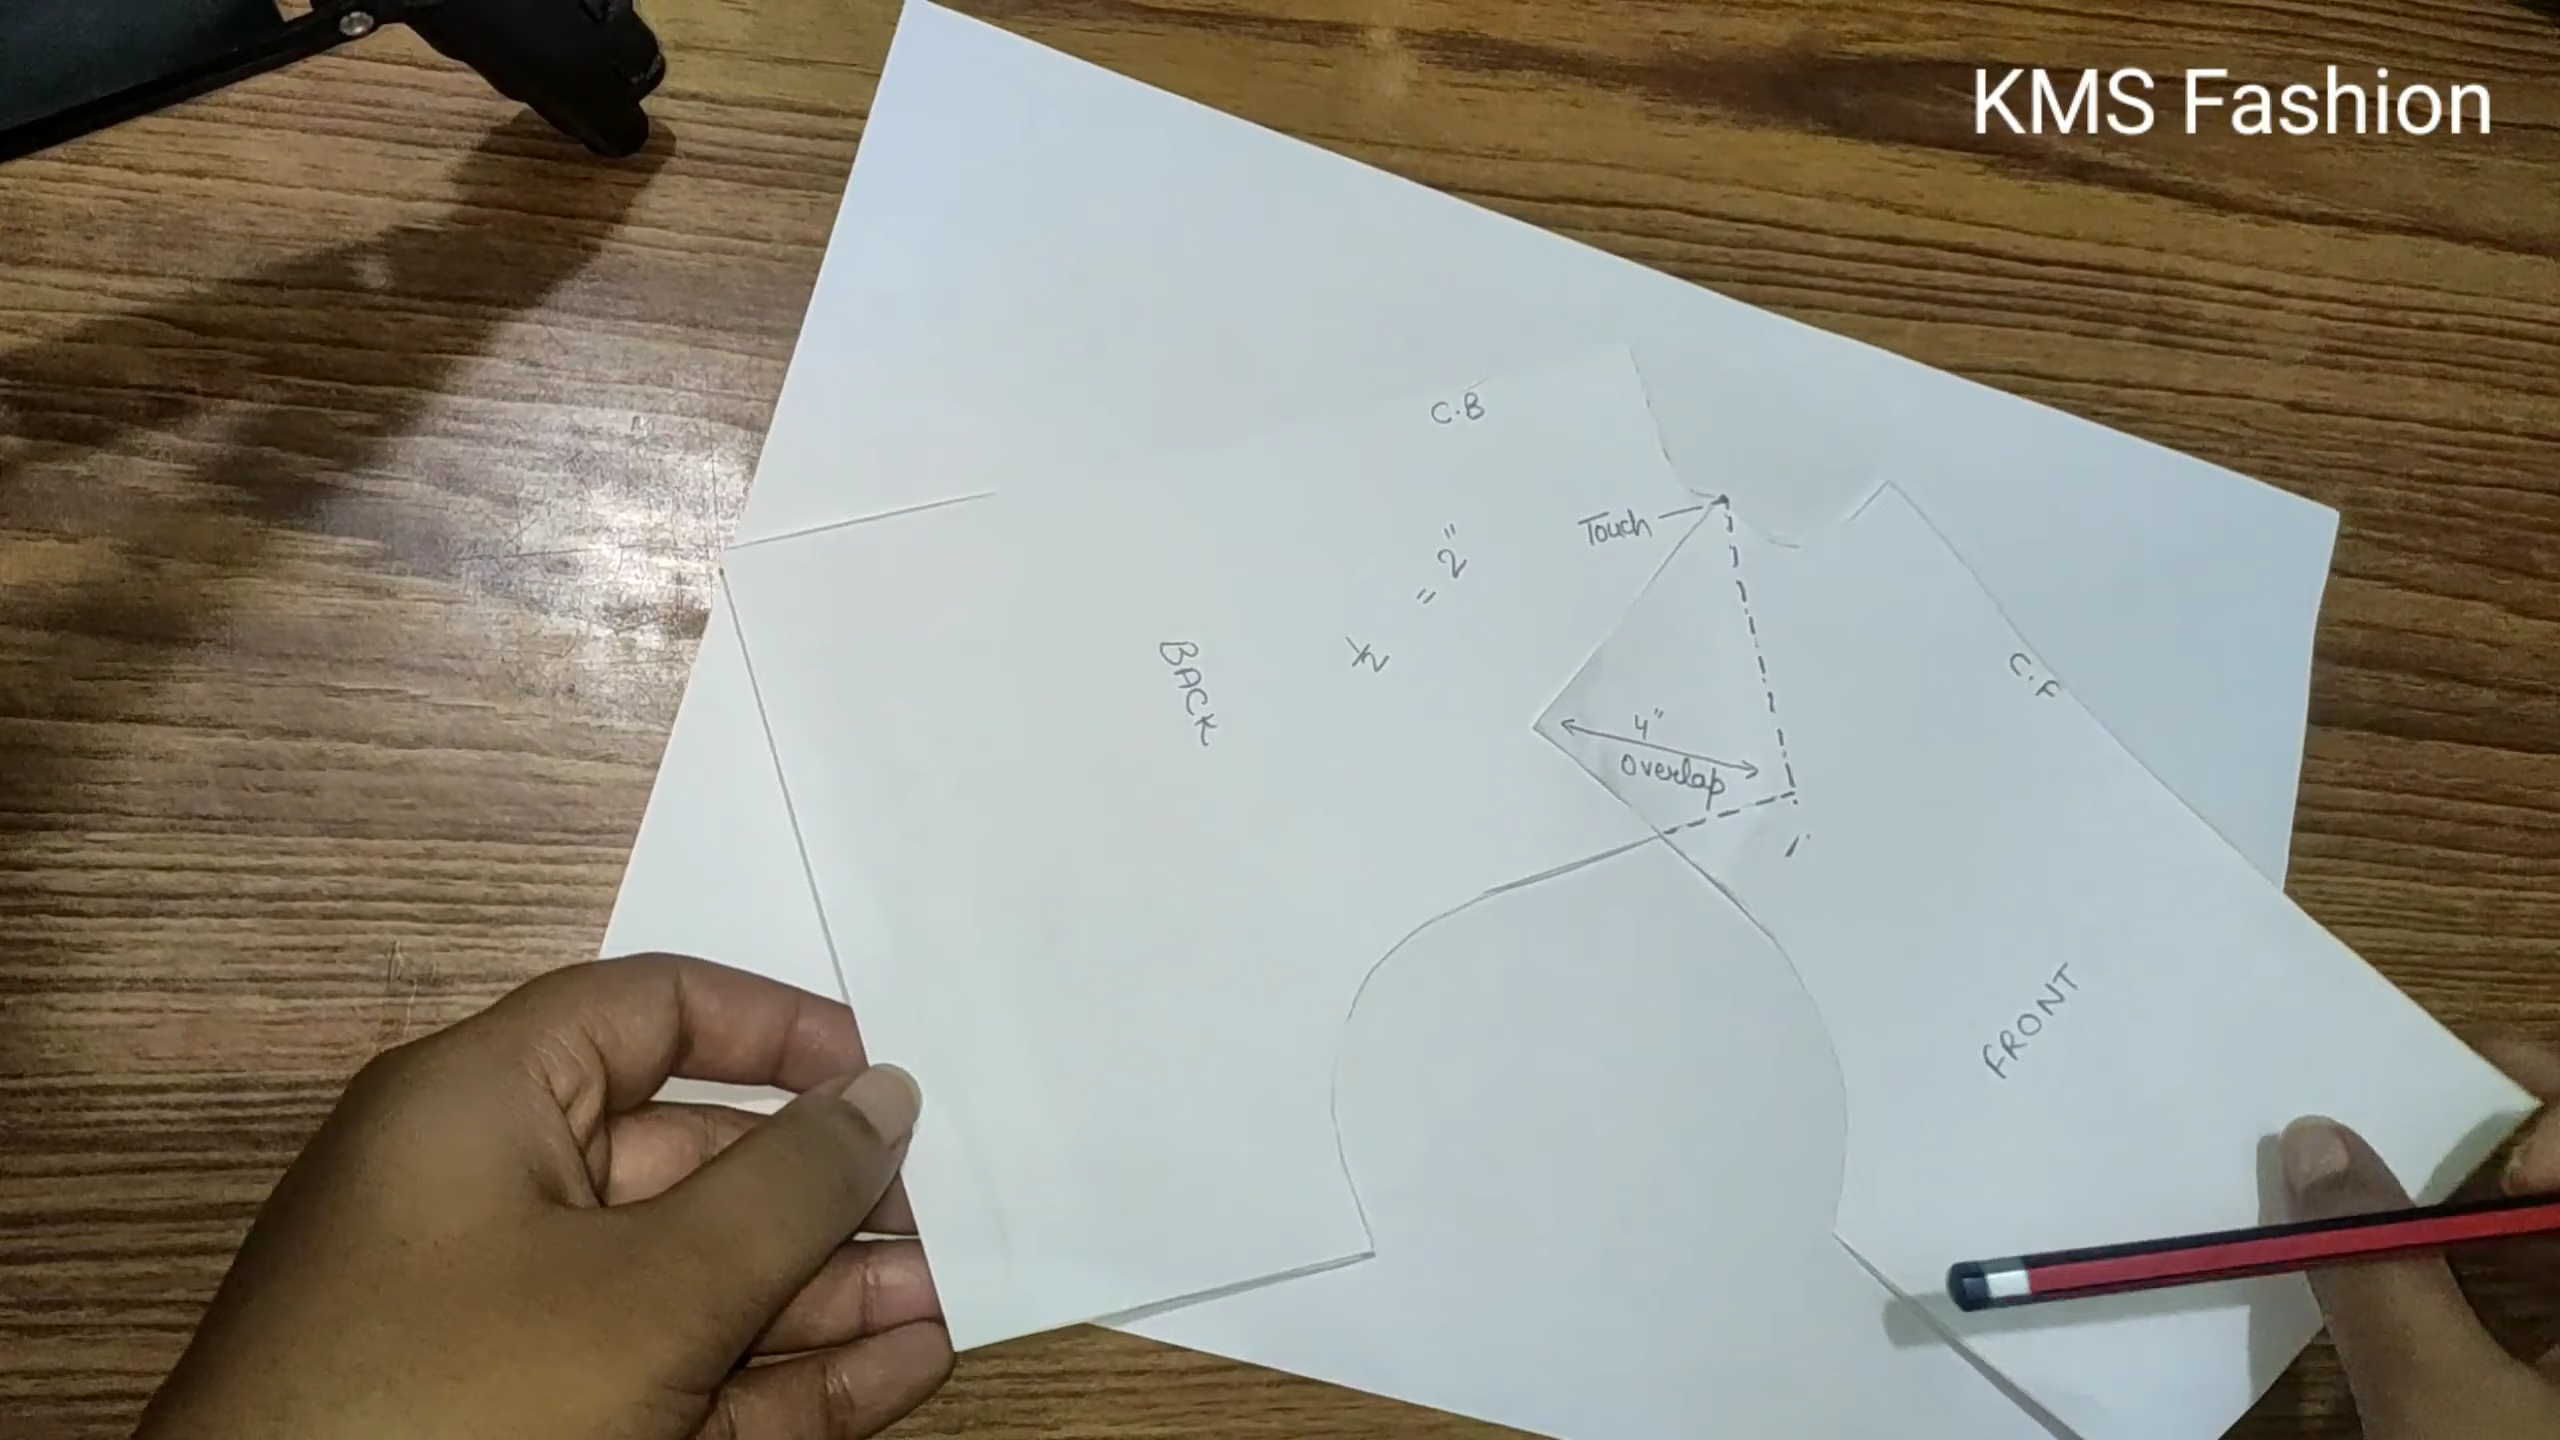 KMS Fashion
C.B
Touch
= 2"
1/2
BACK
C.F
4"
Overlap
FRONT